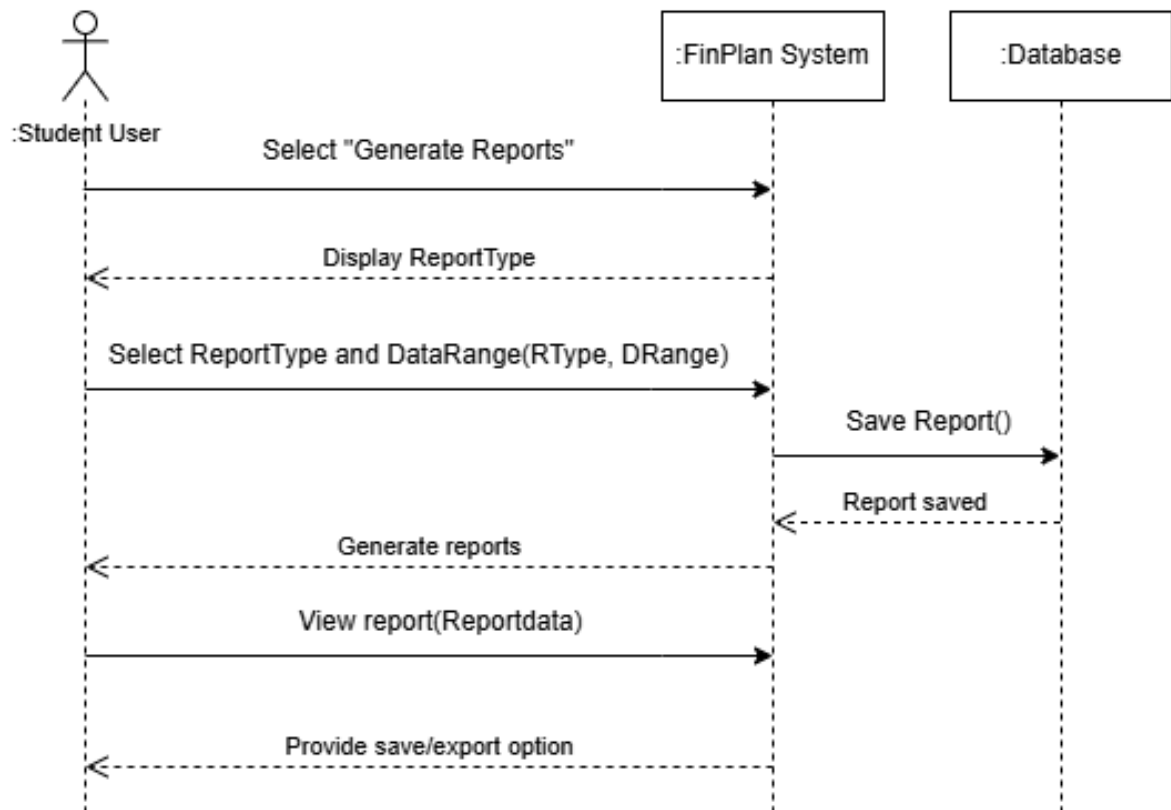 :FinPlan System
:Database
:Student User
Select "Generate Reports"
Display ReportType
Select ReportType and DataRange(RType, DRange)
Save Report()
Report saved
Generate reports
View report(Reportdata)
Provide save/export option